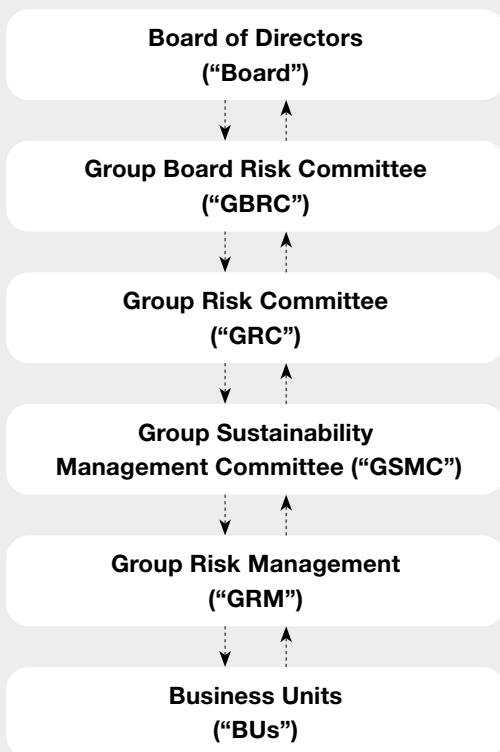 Board of Directors
(“Board”)
Group Board Risk Committee
(“GBRC”)
Group Risk Committee
(“GRC”)
Group Sustainability
Management Committee (“GSMC”)
Group Risk Management
(“GRM”)
Business Units
(“BUs”)